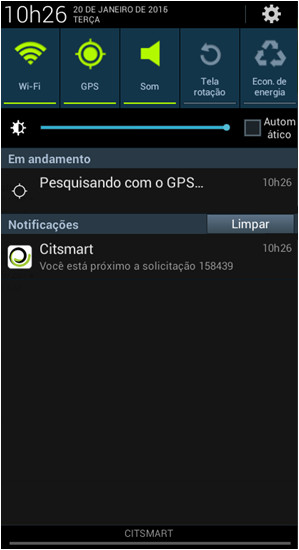 10h26 20 DE JANEIRO DE 2015
TERÇA
Wi-Fi GPS Som Tela rotação Econ. de energia
Autom ático
Em andamento
Pesquisando com o GPS... 10h26
Notificações Limpar
Citsmart 10h26
Você está próximo a solicitação 158439
CITSMART